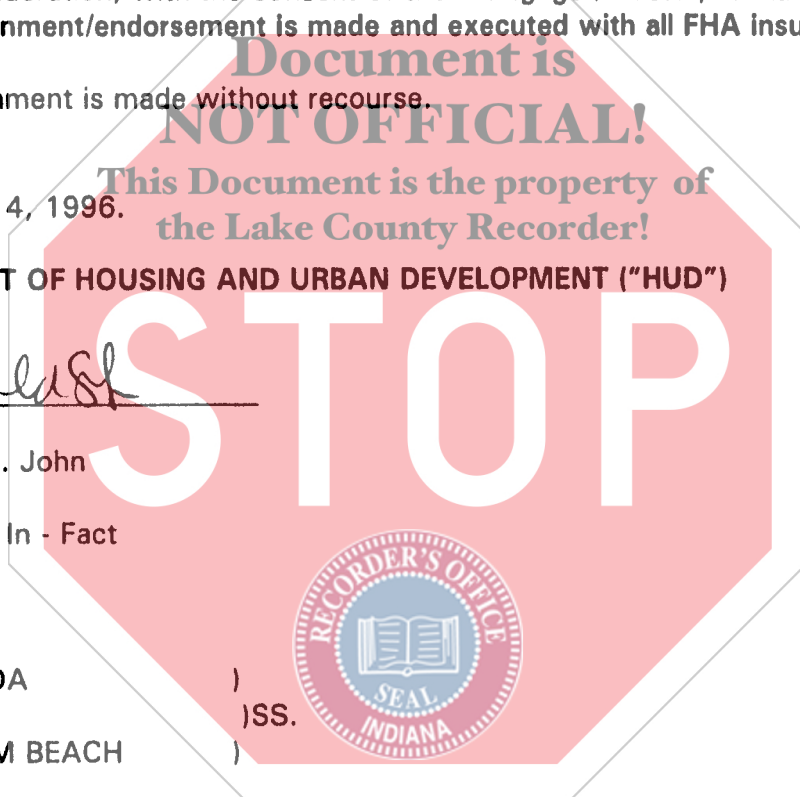 nment/endorsement is made and executed with all FHA insu
Document is
ment is made without recourse.
NOT OFFICIAL!
This Document is the property of
4, 1996.
the Lake County Recorder!
T OF HOUSING AND URBAN DEVELOPMENT ("HUD")
STOP
. John
In - Fact
RECORDER'S OFFICE
SEAL
INDIANA
DA )
)SS.
M BEACH )